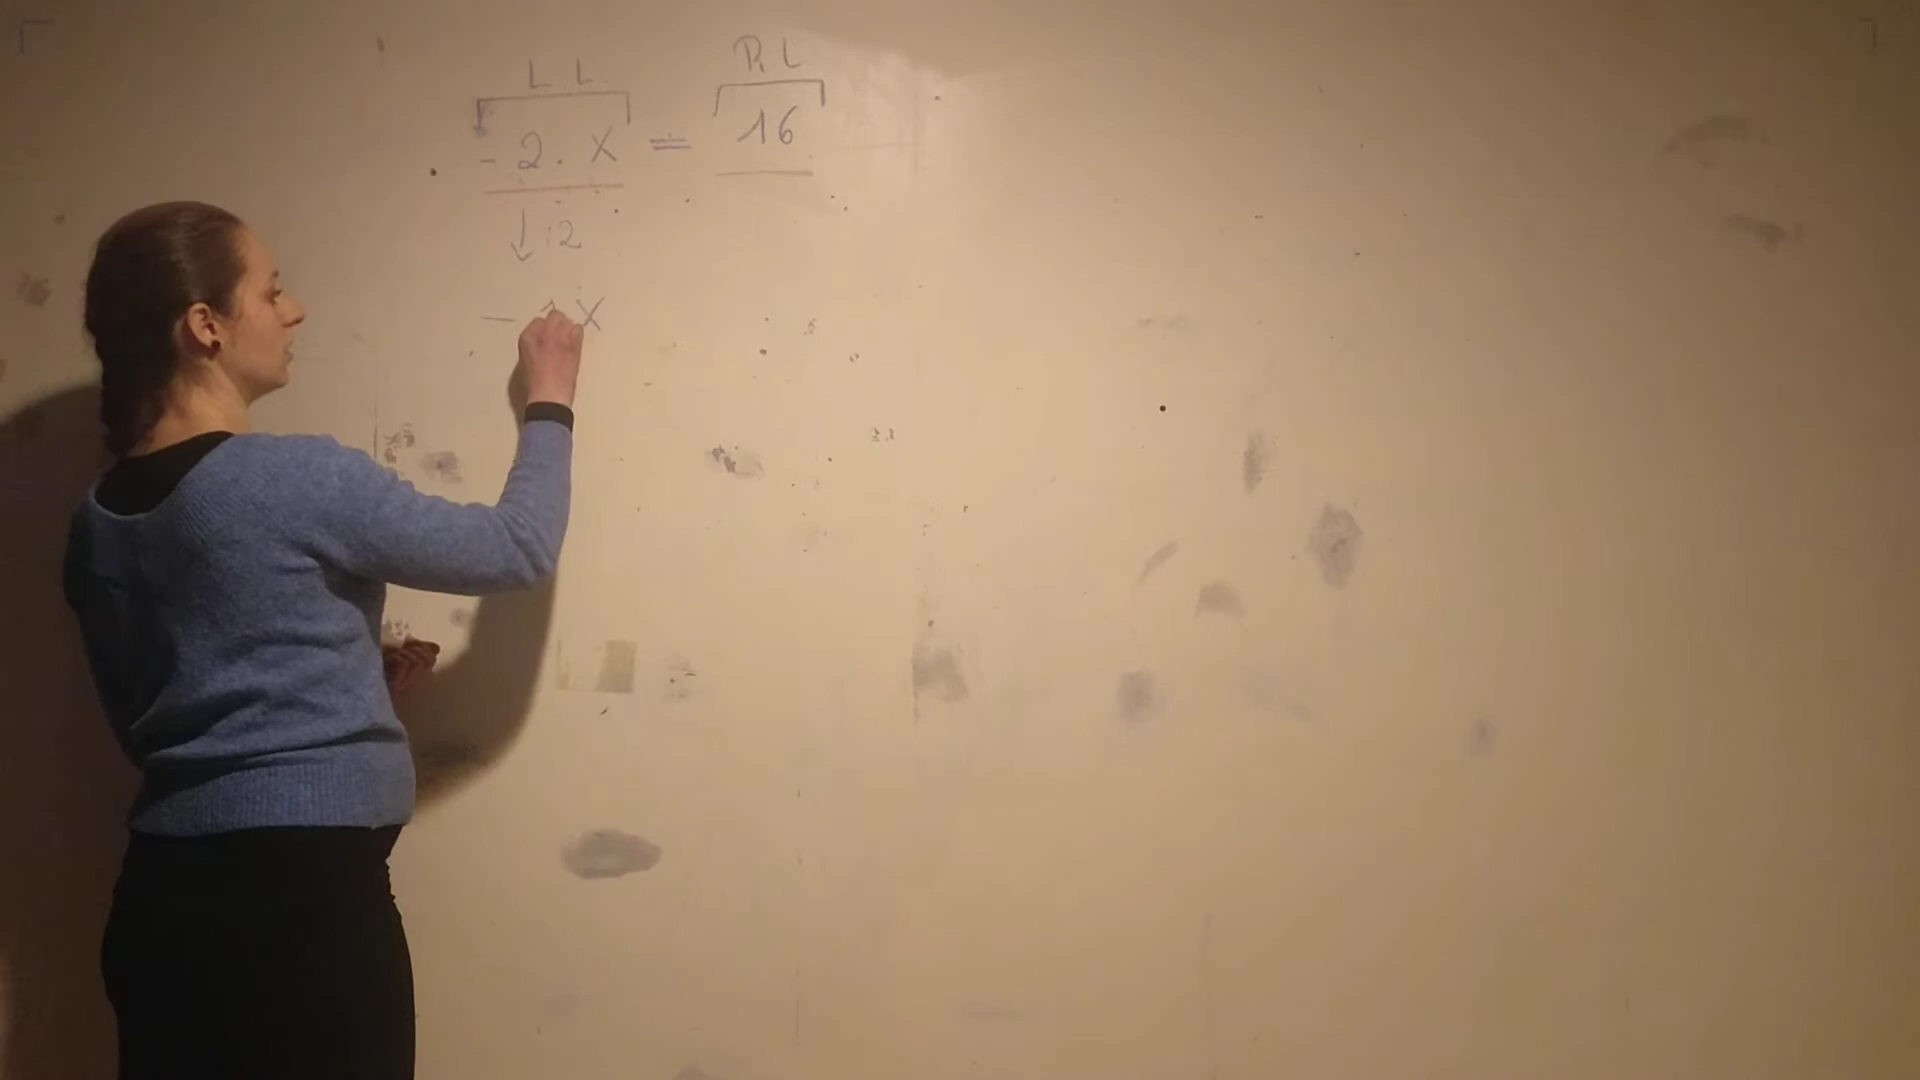 L L R L
- 2 . X = 16
↓ : 2
- 1 X